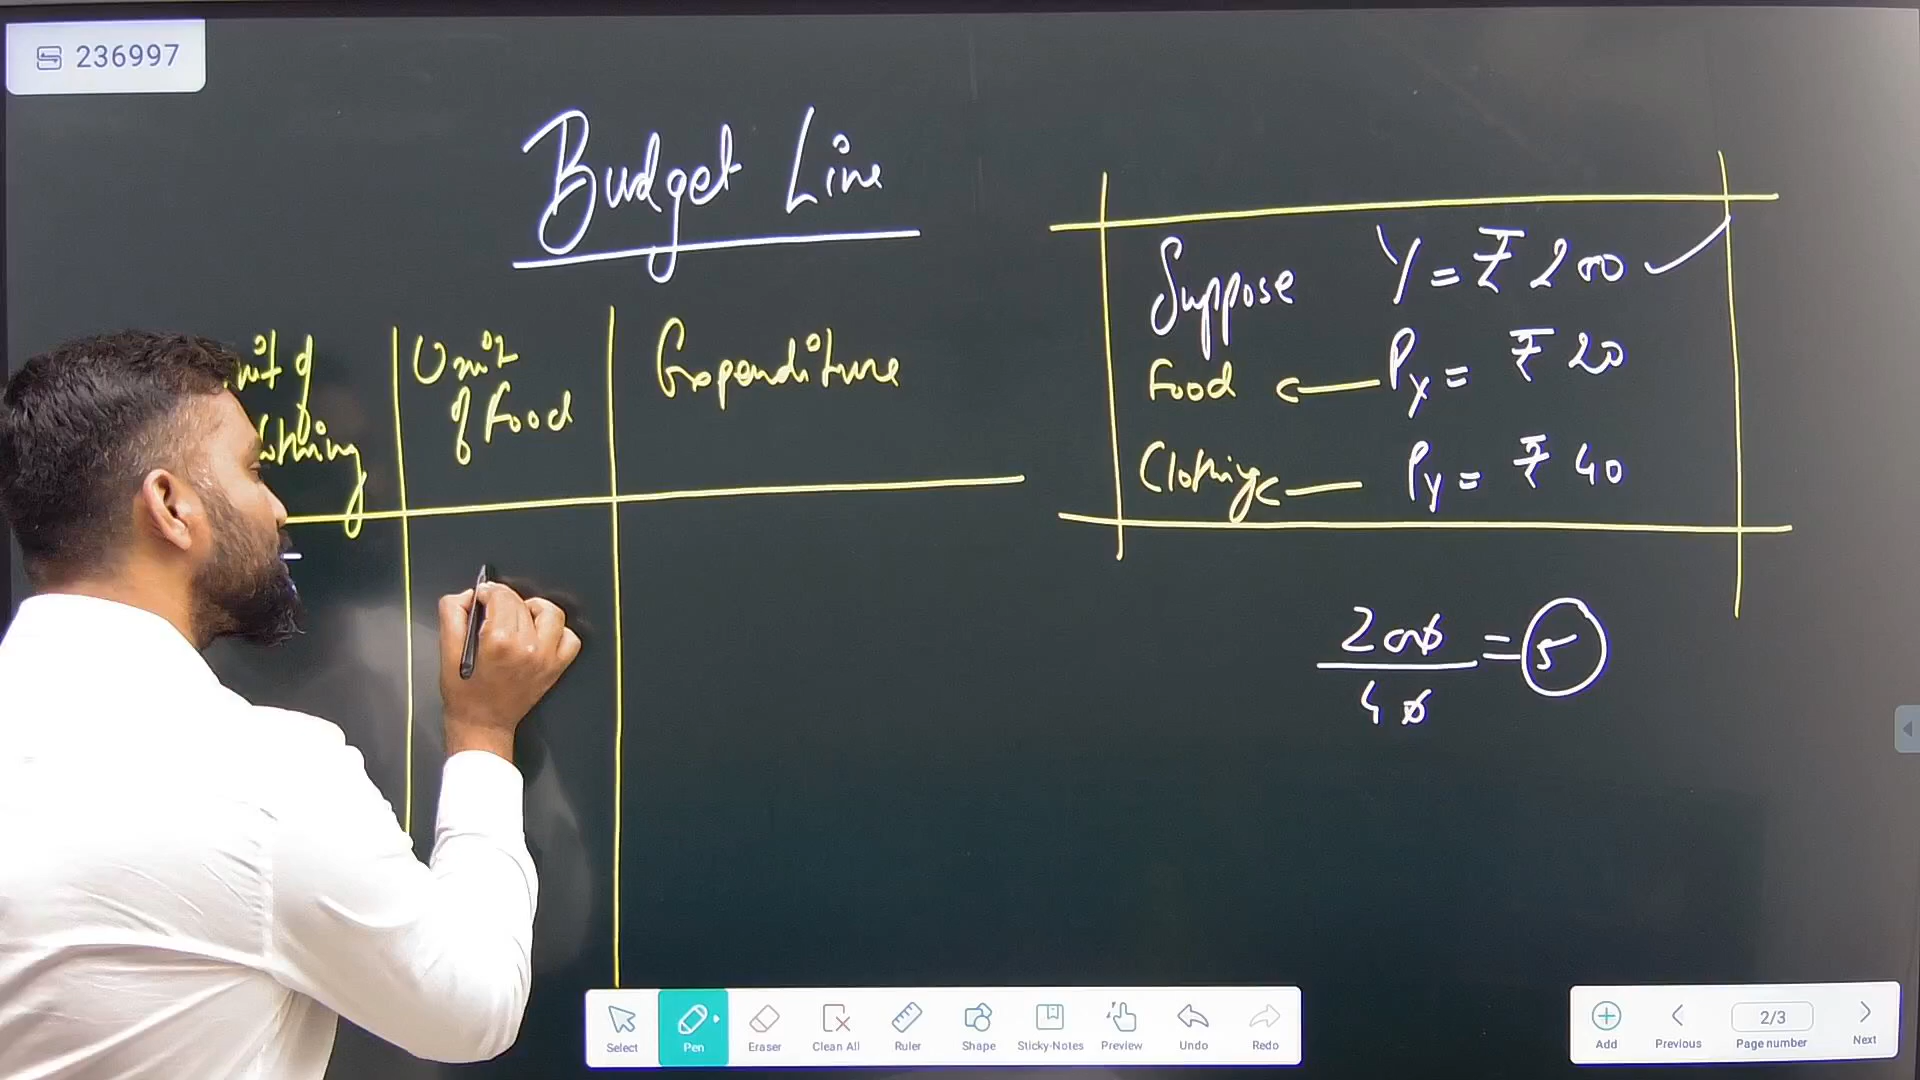 236997
Budget Line
Unit of Food
Expenditure
Suppose Y = ₹ 200
Food Px = ₹ 20
Clothing Py = ₹ 40
200
40
= 5
Select
Pen
Eraser
Clean All
Ruler
Shape
Sticky-Notes
Preview
Undo
Redo
Add
Previous
2/3
Page number
Next